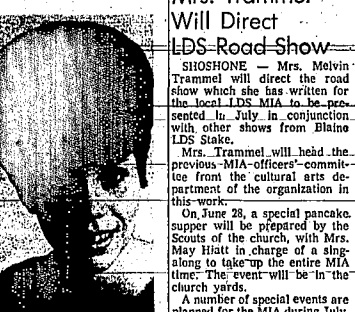 Mrs. Trammel
Will Direct
LDS Road Show
SHOSHONE — Mrs. Melvin
Trammel will direct the road
show which she has written for
the local LDS MIA to be pre-
sented in July in conjunction
with other shows from Blaine
LDS Stake.
Mrs. Trammel will head the
previous MIA officers' commit-
tee from the cultural arts de-
partment of the organization in
this work.
On June 28, a special pancake
supper will be prepared by the
Scouts of the church, with Mrs.
May Hiatt in charge of a sing-
along to take up the entire MIA
time. The event will be in the
church yards.
A number of special events are
planned for the MIA during July